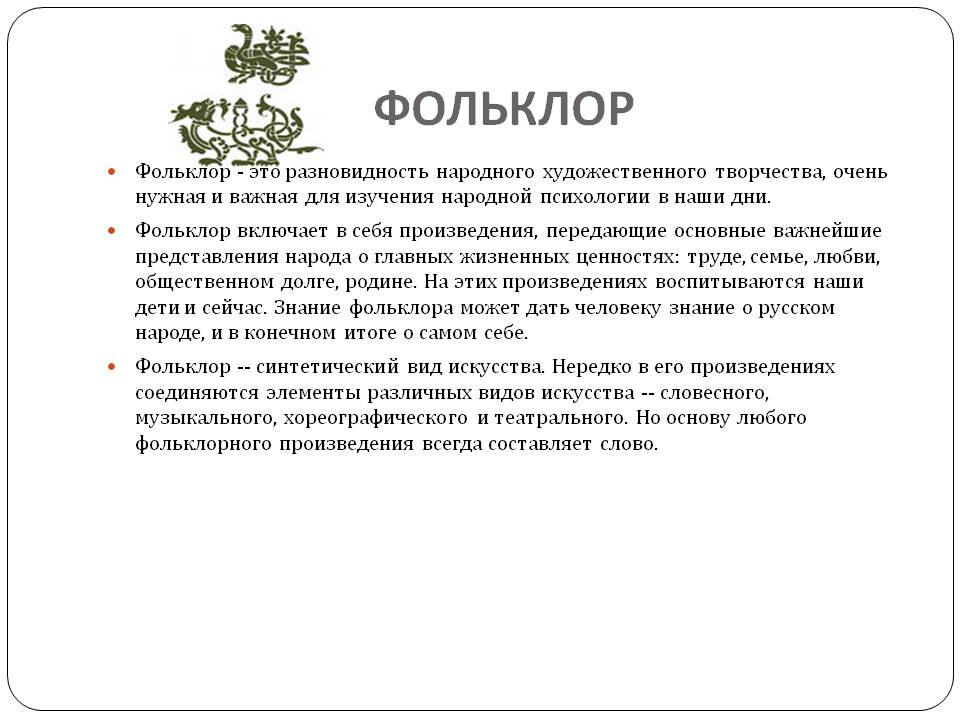 ФОЛЬКЛОР
Фольклор - это разновидность народного художественного творчества, очень
нужная и важная для изучения народной психологии в наши дни.
Фольклор включает в себя произведения, передающие основные важнейшие
представления народа о главных жизненных ценностях: труде, семье, любви,
общественном долге, родине. На этих произведениях воспитываются наши
дети и сейчас. Знание фольклора может дать человеку знание о русском
народе, и в конечном итоге о самом себе.
Фольклор -- синтетический вид искусства. Нередко в его произведениях
соединяются элементы различных видов искусства -- словесного,
музыкального, хореографического и театрального. Но основу любого
фольклорного произведения всегда составляет слово.